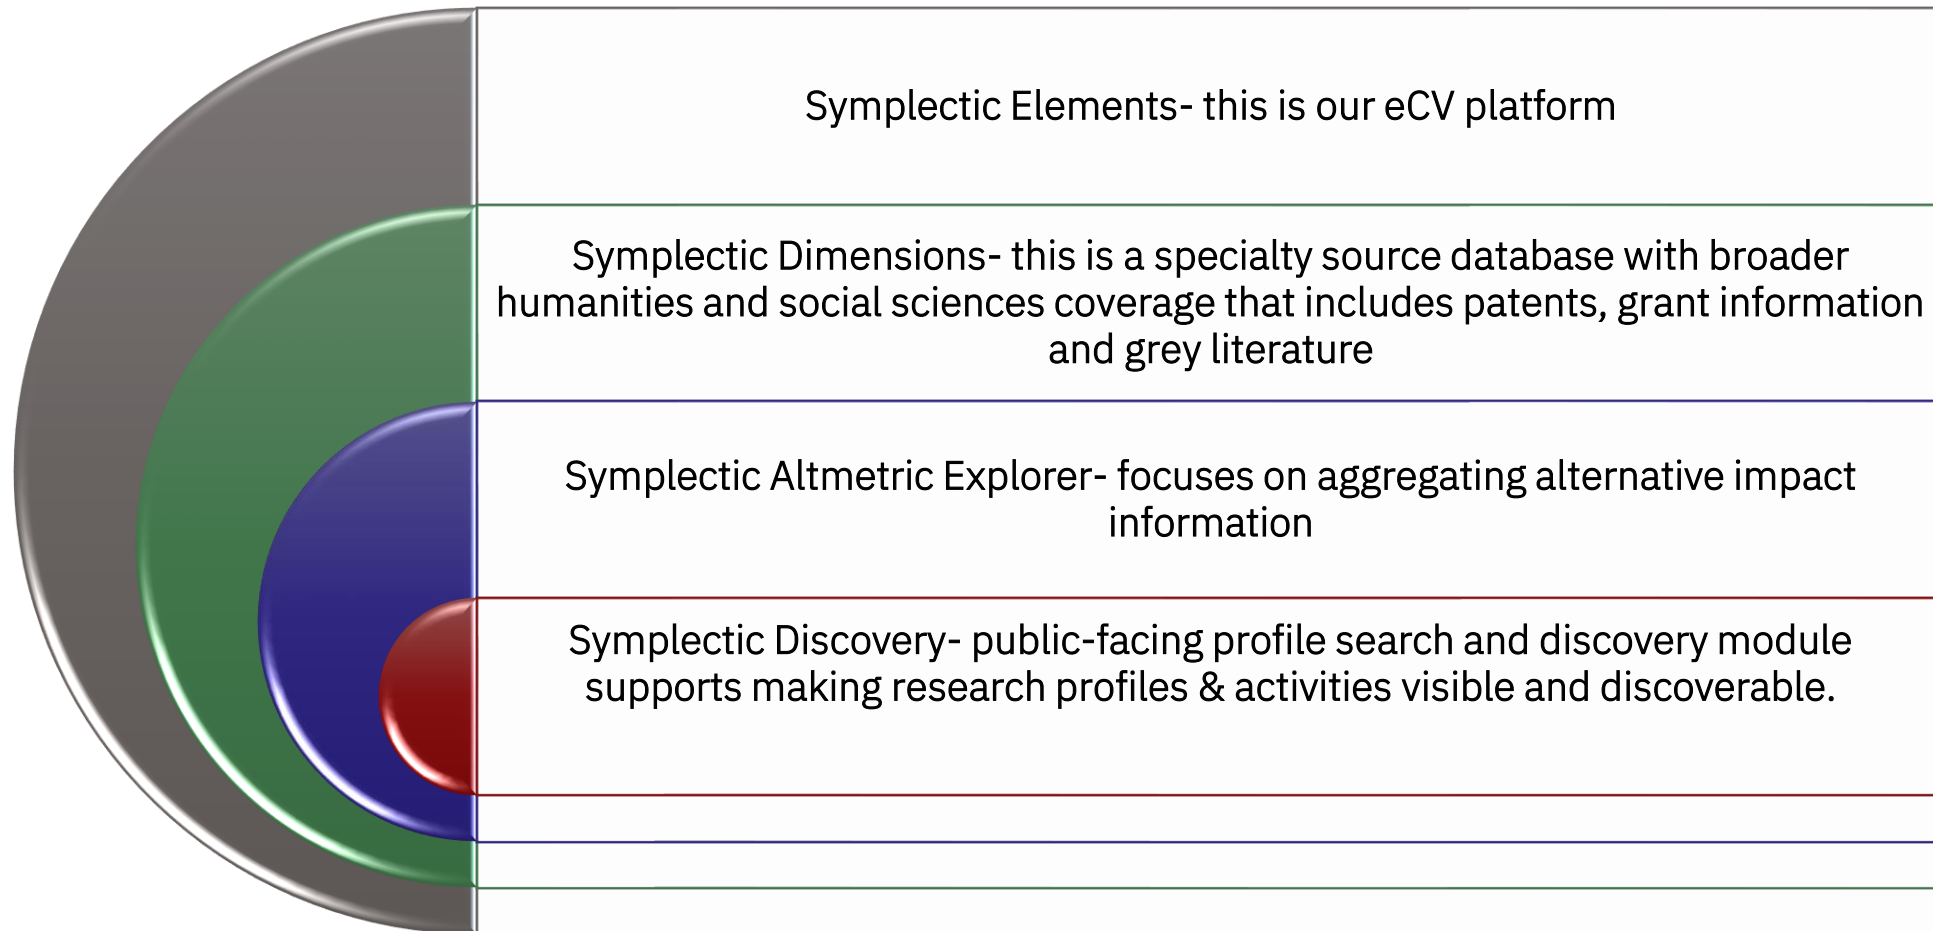 Symplectic Elements- this is our eCV platform
Symplectic Dimensions- this is a specialty source database with broader
humanities and social sciences coverage that includes patents, grant information
and grey literature
Symplectic Altmetric Explorer- focuses on aggregating alternative impact
information
Symplectic Discovery- public-facing profile search and discovery module
supports making research profiles & activities visible and discoverable.